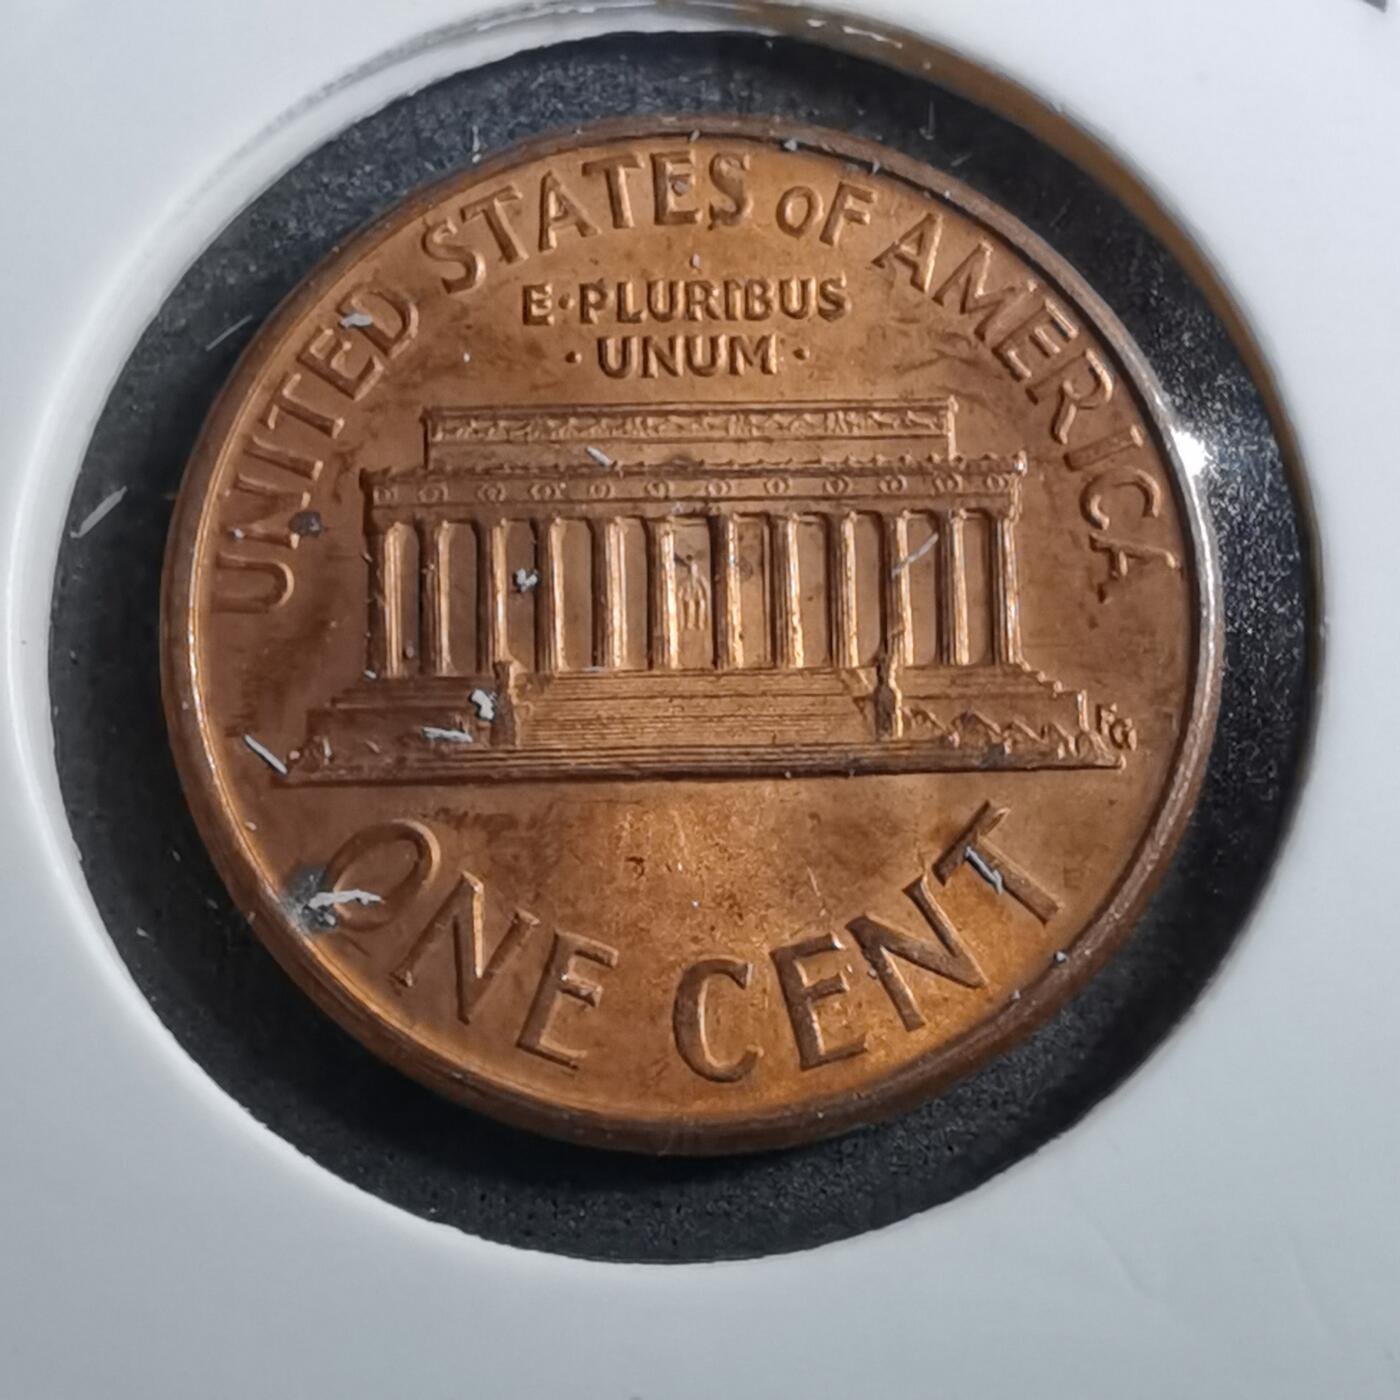 UNITED STATES OF AMERICA
E·PLURIBUS
·UNUM·
FG
ONE CENT